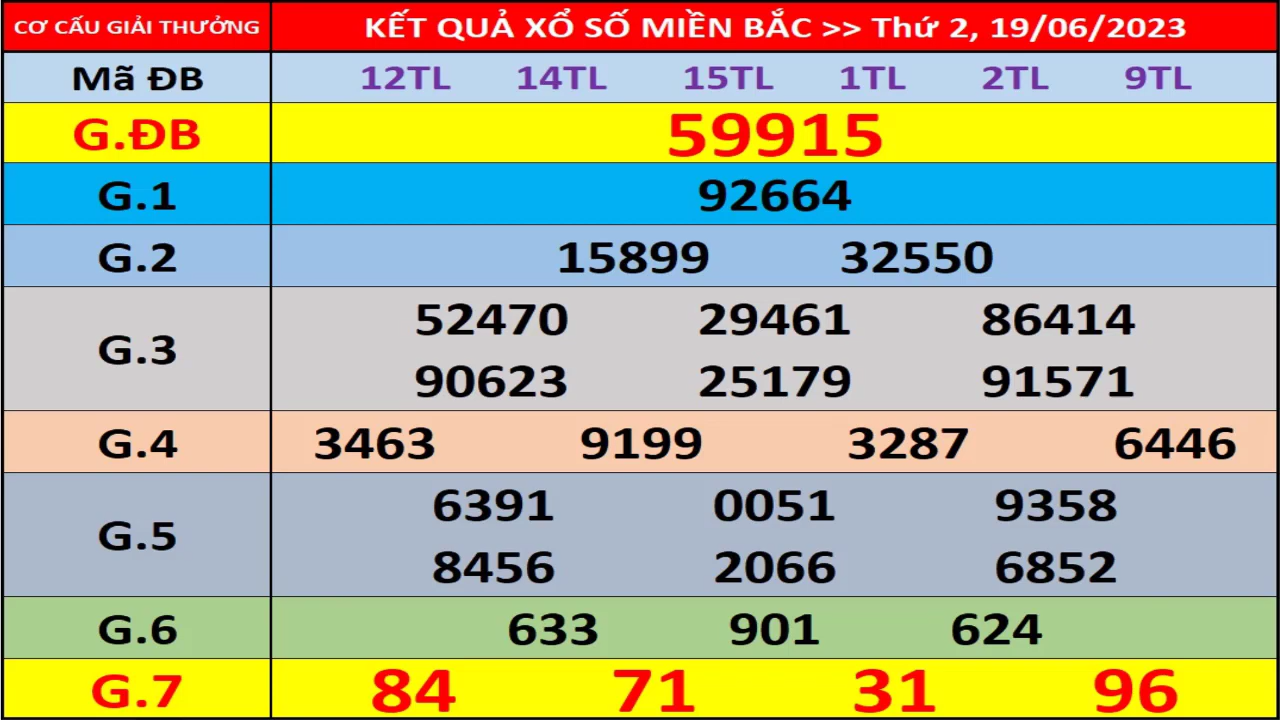 CƠ CẤU GIẢI THƯỞNG KẾT QUẢ XỔ SỐ MIỀN BẮC >> Thứ 2, 19/06/2023
Mã ĐB 12TL 14TL 15TL 1TL 2TL 9TL
G.ĐB 59915
G.1 92664
G.2 15899 32550
G.3 52470 29461 86414
90623 25179 91571
G.4 3463 9199 3287 6446
G.5 6391 0051 9358
8456 2066 6852
G.6 633 901 624
G.7 84 71 31 96